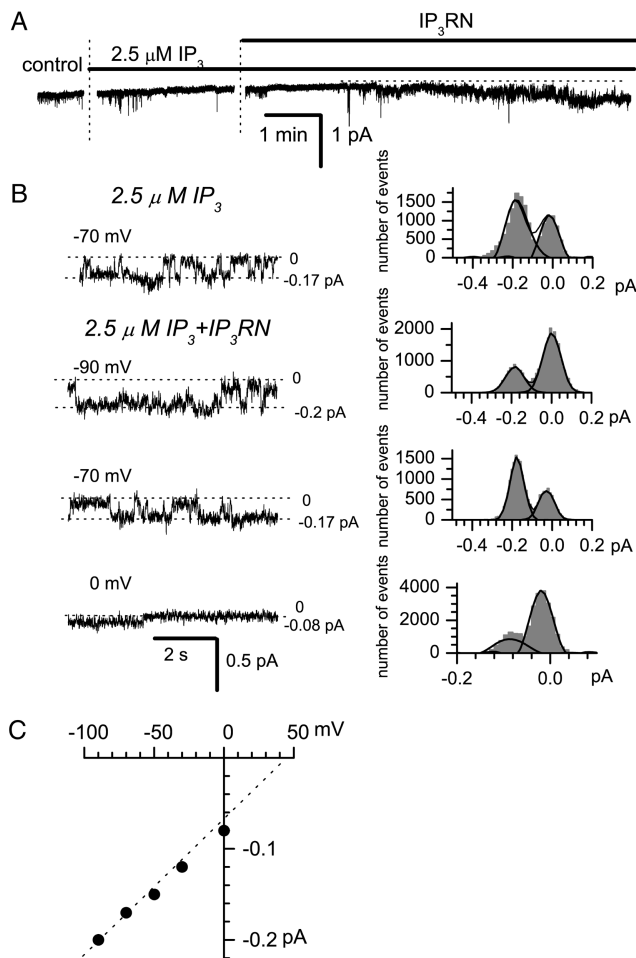 A
IP3RN
control
2.5 μM IP3
1 min
1 pA
B
2.5 μ M IP3
-70 mV
0
-0.17 pA
number of events
1500
1000
500
0
-0.4 -0.2 0.0 0.2
pA
2.5 μ M IP3+IP3RN
-90 mV
0
-0.2 pA
number of events
2000
1000
0
-0.4 -0.2 0.0 0.2
pA
-70 mV
0
-0.17 pA
number of events
1500
1000
500
0
-0.4 -0.2 0.0 0.2
pA
0 mV
0
-0.08 pA
2 s
0.5 pA
number of events
4000
2000
0
-0.2 0.0
pA
C
-100 -50 0 50 mV
-0.1
-0.2 pA